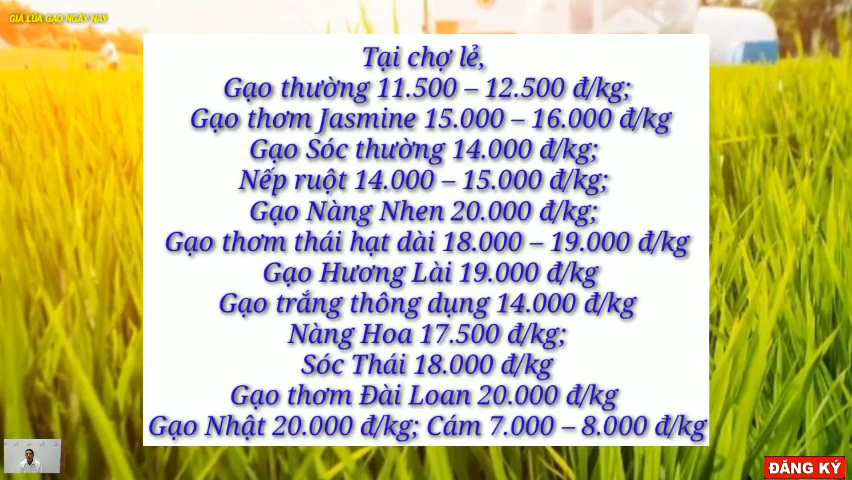 GIÁ LÚA GẠO NGÀY NAY
Tại chợ lẻ,
Gạo thường 11.500 – 12.500 đ/kg;
Gạo thơm Jasmine 15.000 – 16.000 đ/kg
Gạo Sóc thường 14.000 đ/kg;
Nếp ruột 14.000 – 15.000 đ/kg;
Gạo Nàng Nhen 20.000 đ/kg;
Gạo thơm thái hạt dài 18.000 – 19.000 đ/kg
Gạo Hương Lài 19.000 đ/kg
Gạo trắng thông dụng 14.000 đ/kg
Nàng Hoa 17.500 đ/kg;
Sóc Thái 18.000 đ/kg
Gạo thơm Đài Loan 20.000 đ/kg
Gạo Nhật 20.000 đ/kg; Cám 7.000 – 8.000 đ/kg
ĐĂNG KÝ